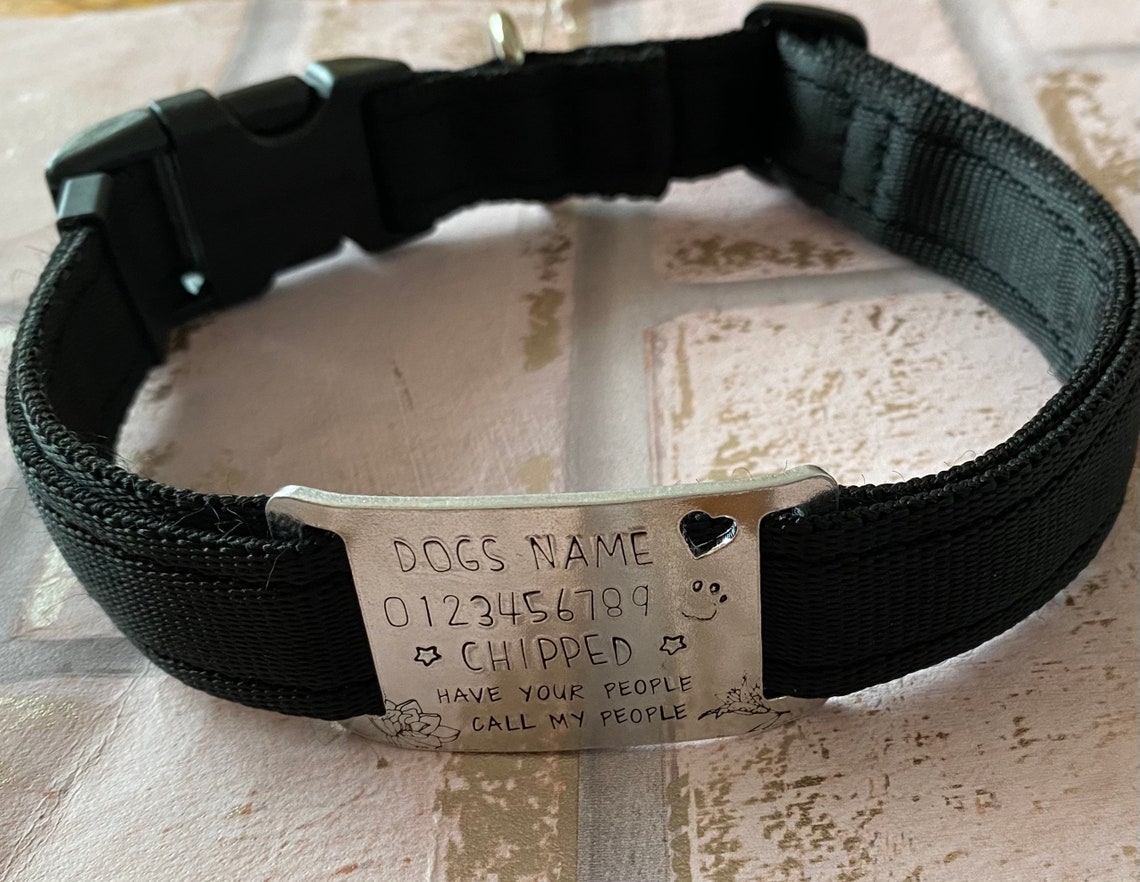 DOGS NAME
0123456789
CHIPPED
HAVE YOUR PEOPLE
CALL MY PEOPLE